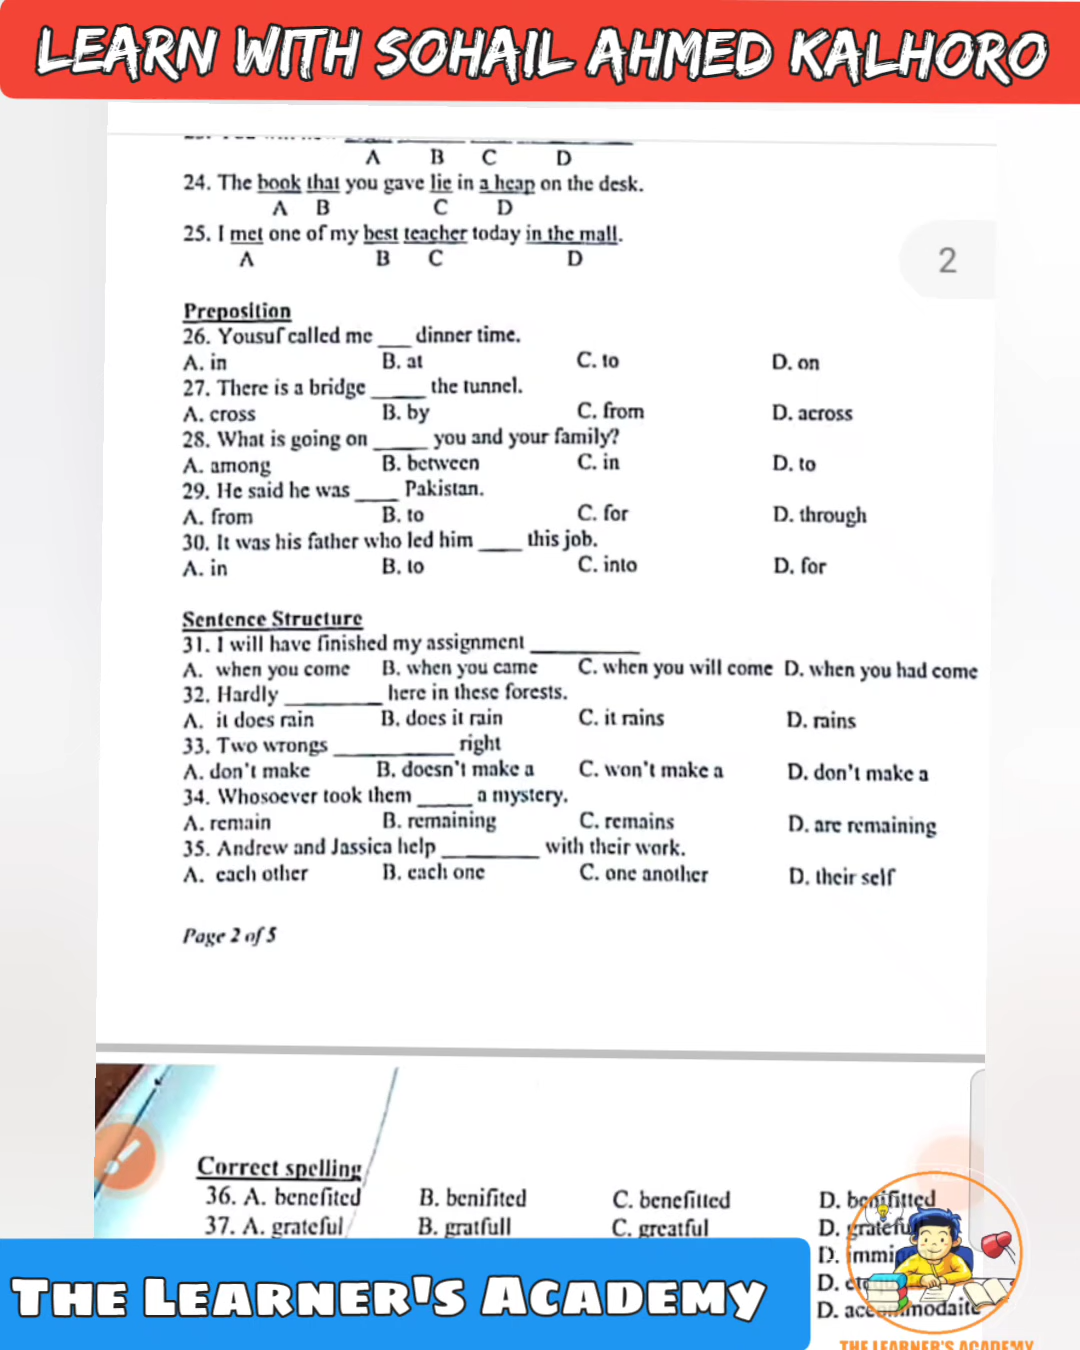 LEARN WITH SOHAIL AHMED KALHORO
A B C D
24. The book that you gave lie in a heap on the desk.
A B C D
25. I met one of my best teacher today in the mall.
A B C D
2
Preposition
26. Yousuf called me ___ dinner time.
A. in B. at C. to D. on
27. There is a bridge _____ the tunnel.
A. cross B. by C. from D. across
28. What is going on _____ you and your family?
A. among B. between C. in D. to
29. He said he was ____ Pakistan.
A. from B. to C. for D. through
30. It was his father who led him ____ this job.
A. in B. to C. into D. for
Sentence Structure
31. I will have finished my assignment __________
A. when you come B. when you came C. when you will come D. when you had come
32. Hardly _________ here in these forests.
A. it does rain B. does it rain C. it rains D. rains
33. Two wrongs ___________ right
A. don't make B. doesn't make a C. won't make a D. don't make a
34. Whosoever took them _____ a mystery.
A. remain B. remaining C. remains D. are remaining
35. Andrew and Jassica help _________ with their work.
A. each other B. each one C. one another D. their self
Page 2 of 5
Correct spelling
36. A. benefited B. benifited C. benefitted D. benifitted
37. A. grateful B. gratfull C. greatful D.
D.
D.
D.
THE LEARNER'S ACADEMY
THE LEARNER'S ACADEMY